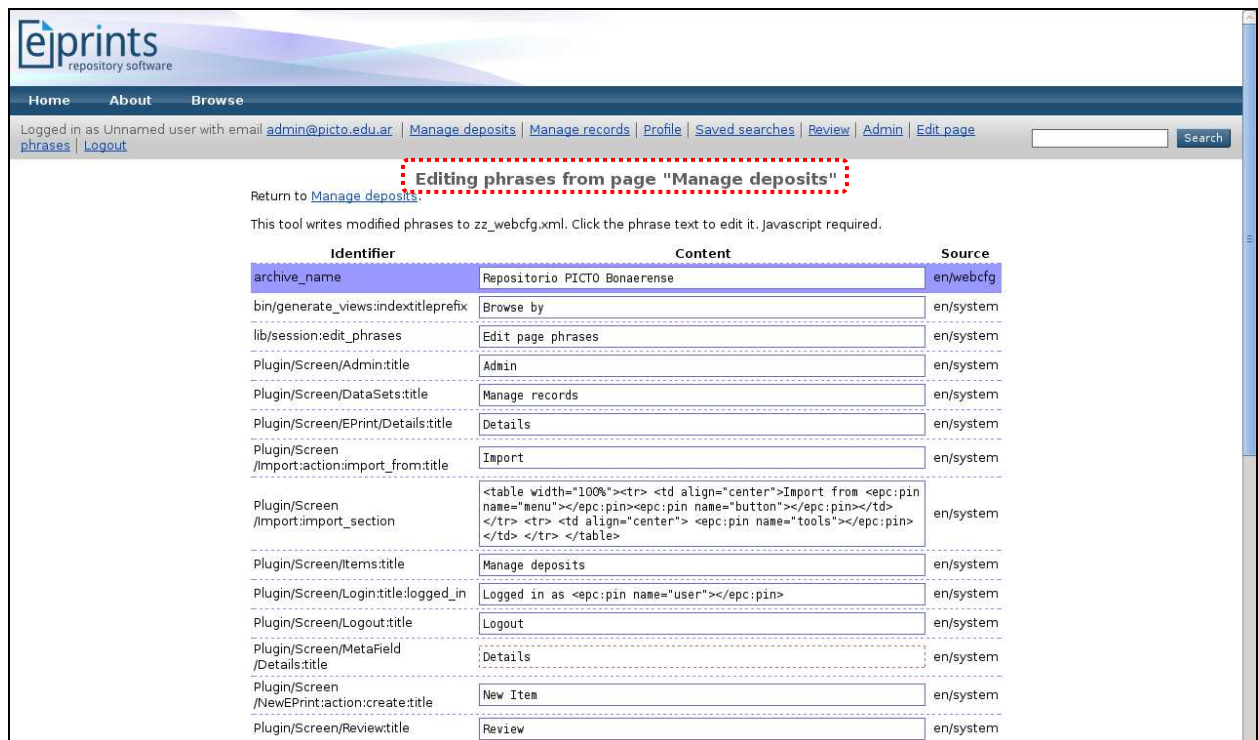 eprints
repository software
Home About Browse
Logged in as Unnamed user with email admin@picto.edu.ar | Manage deposits | Manage records | Profile | Saved searches | Review | Admin | Edit page
phrases | Logout
Search
Editing phrases from page "Manage deposits"
Return to Manage deposits.
This tool writes modified phrases to zz_webcfg.xml. Click the phrase text to edit it. Javascript required.
Identifier Content Source
archive_name Repositorio PICTO Bonaerense en/webcfg
bin/generate_views:indextitleprefix Browse by en/system
lib/session:edit_phrases Edit page phrases en/system
Plugin/Screen/Admin:title Admin en/system
Plugin/Screen/DataSets:title Manage records en/system
Plugin/Screen/EPrint/Details:title Details en/system
Plugin/Screen
/Import:action:import_from:title Import en/system
Plugin/Screen
/Import:import_section
<table width="100%"><tr> <td align="center">Import from <epc:pin
name="menu"></epc:pin><epc:pin name="button"></epc:pin></td>
</tr> <tr> <td align="center"> <epc:pin name="tools"></epc:pin>
</td> </tr> </table>
en/system
Plugin/Screen/Items:title Manage deposits en/system
Plugin/Screen/Login:title:logged_in Logged in as <epc:pin name="user"></epc:pin> en/system
Plugin/Screen/Logout:title Logout en/system
Plugin/Screen/MetaField
/Details:title Details en/system
Plugin/Screen
/NewEPrint:action:create:title New Item en/system
Plugin/Screen/Review:title Review en/system